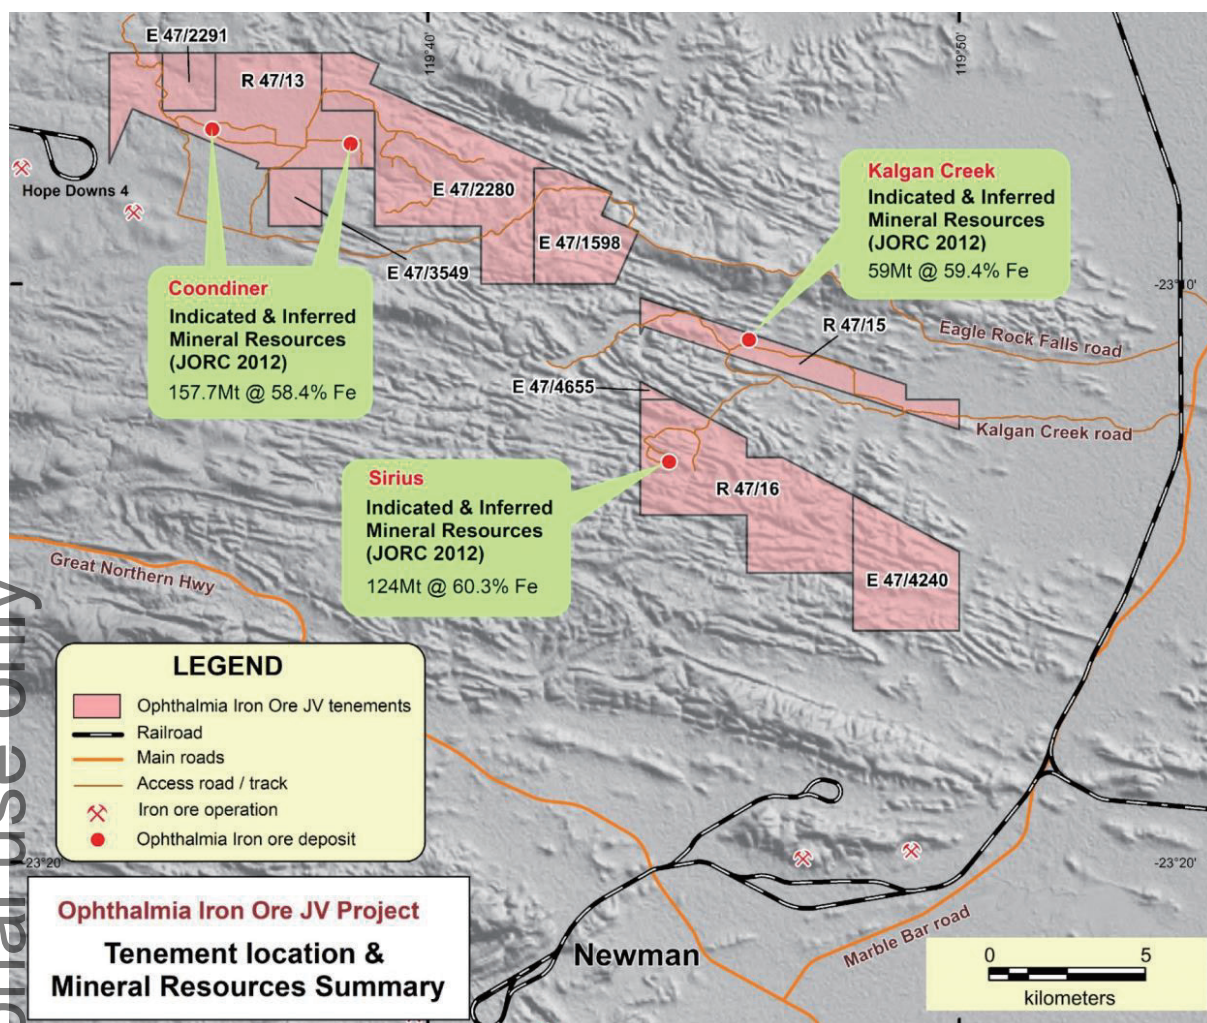 119°40'
119°50'
E 47/2291
R 47/13
Hope Downs 4
E 47/2280
E 47/1598
E 47/3549
Kalgan Creek
Indicated & Inferred
Mineral Resources
(JORC 2012)
59Mt @ 59.4% Fe
-23°10'
Coondiner
Indicated & Inferred
Mineral Resources
(JORC 2012)
157.7Mt @ 58.4% Fe
R 47/15
Eagle Rock Falls road
E 47/4655
Kalgan Creek road
Sirius
Indicated & Inferred
Mineral Resources
(JORC 2012)
124Mt @ 60.3% Fe
R 47/16
E 47/4240
Great Northern Hwy
LEGEND
Ophthalmia Iron Ore JV tenements
Railroad
Main roads
Access road / track
Iron ore operation
Ophthalmia Iron ore deposit
-23°20'
-23°20'
Ophthalmia Iron Ore JV Project
Tenement location &
Mineral Resources Summary
Newman
Marble Bar road
0 5
kilometers
use only